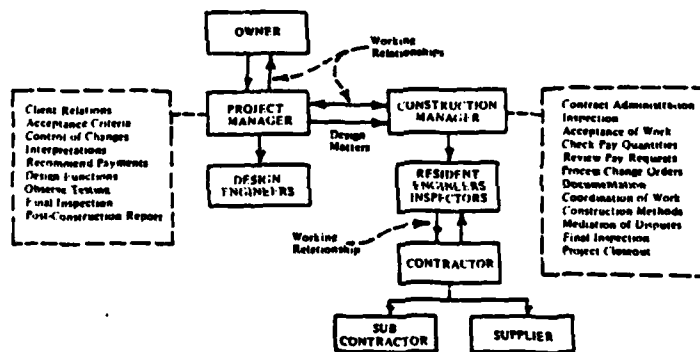 OWNER
Working
Relationships
Client Relations
Acceptance Criteria
Control of Changes
Interpretations
Recommend Payments
Design Functions
Observe Testing
Final Inspection
Post-Construction Report
PROJECT
MANAGER
CONSTRUCTION
MANAGER
Design
Matters
Contract Administration
Inspection
Acceptance of Work
Check Pay Quantities
Review Pay Requests
Process Change Orders
Documentation
Coordination of Work
Construction Methods
Mediation of Disputes
Final Inspection
Project Closeout
DESIGN
ENGINEERS
RESIDENT
ENGINEERS
INSPECTORS
Working
Relationship
CONTRACTOR
SUB
CONTRACTOR
SUPPLIER